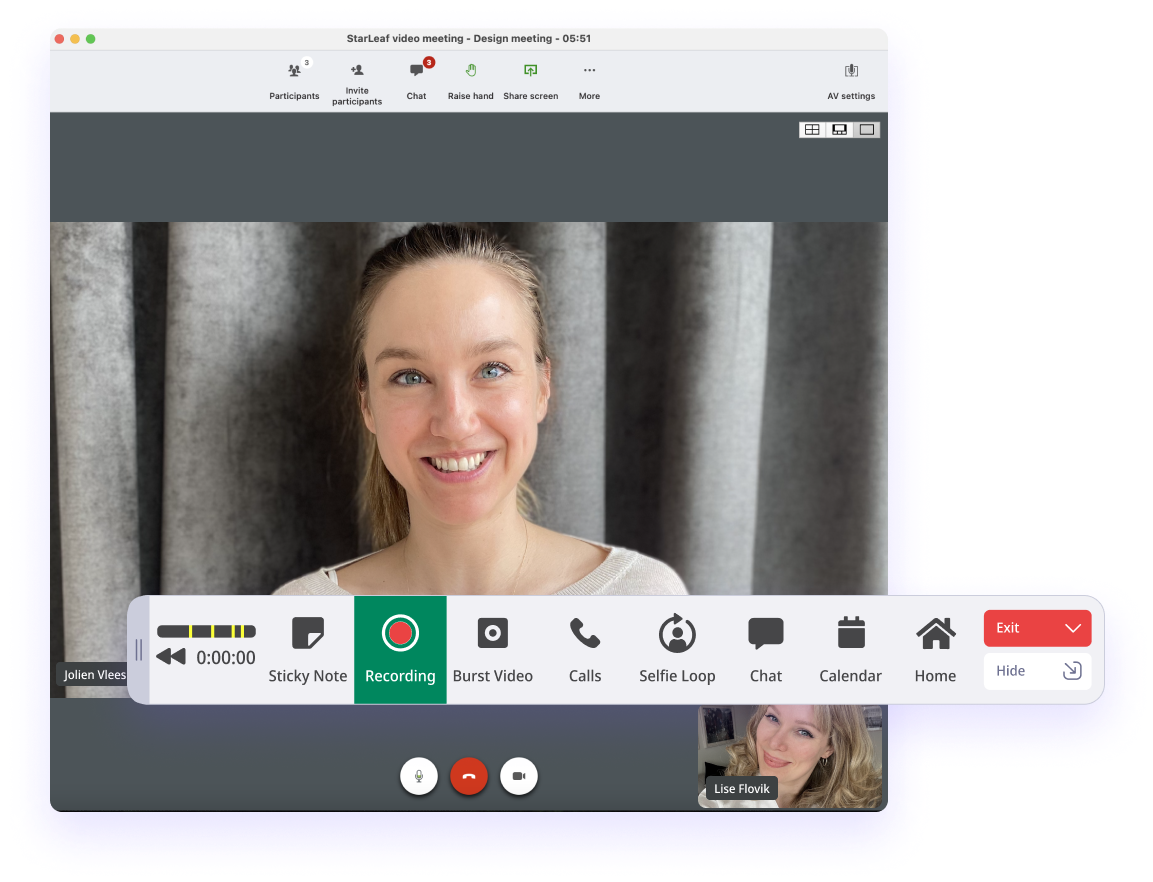 StarLeaf video meeting - Design meeting - 05:51
3
3
Participants
Invite
participants
Chat
Raise hand
Share screen
More
AV settings
0:00:00
Sticky Note
Recording
Burst Video
Calls
Selfie Loop
Chat
Calendar
Home
Exit
Hide
Jolien Vlees
Lise Flovik